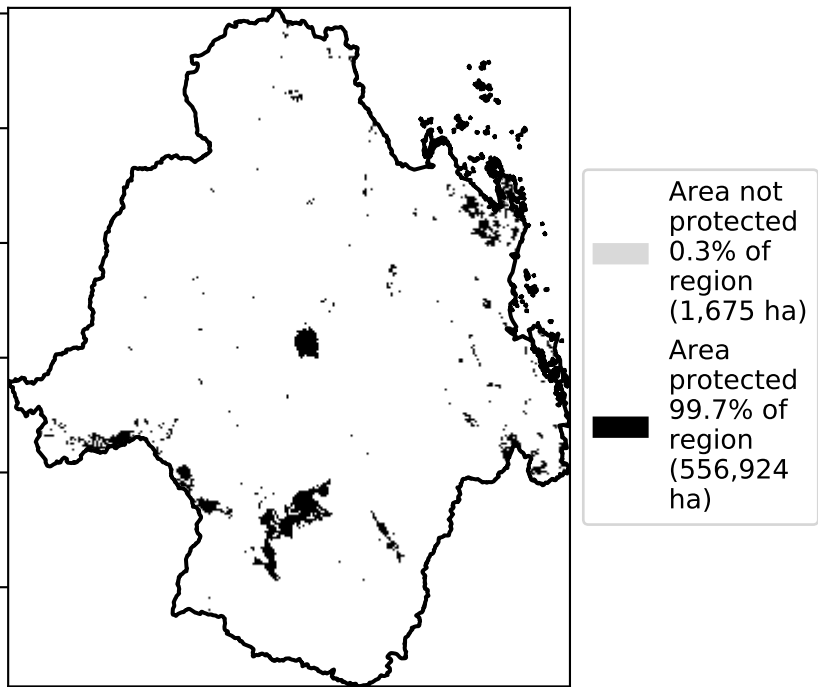 Area not
protected
0.3% of
region
(1,675 ha)
Area
protected
99.7% of
region
(556,924
ha)